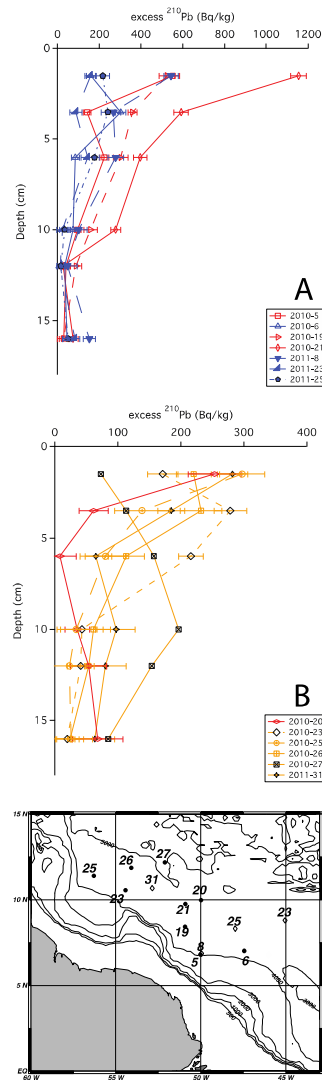 excess 210Pb (Bq/kg)
0 200 400 600 800 1000 1200
0
5
10
15
Depth (cm)
A
2010-5
2010-6
2010-19
2010-21
2011-8
2011-23
2011-25
excess 210Pb (Bq/kg)
0 100 200 300 400
0
5
10
15
Depth (cm)
B
2010-20
2010-23
2010-25
2010-26
2010-27
2011-31
15 N
25 26 27
31
23 20
10 N
21 23
19 25
8
5 6
5 N
EQ
60 W 55 W 50 W 45 W